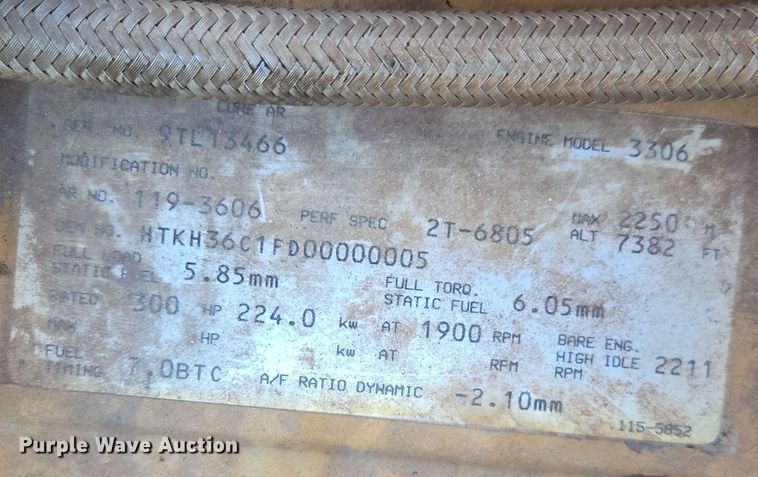 CORE AR
SER NO. 9TL13466 ENGINE MODEL 3306
MODIFICATION NO.
AR NO. 119-3606 PERF SPEC 2T-6805 MAX 2250 M
ALT 7382 FT
OEM NO. HTKH36C1FD00000005
FULL LOAD
STATIC FUEL 5.85mm FULL TORQ.
STATIC FUEL 6.05mm
RATED 300 HP 224.0 kw AT 1900 RPM BARE ENG.
HIGH IDLE 2211
RPM
MAX HP kw AT RPM
FUEL
TIMING 7.0BTC A/F RATIO DYNAMIC -2.10mm
115-5852
Purple Wave Auction